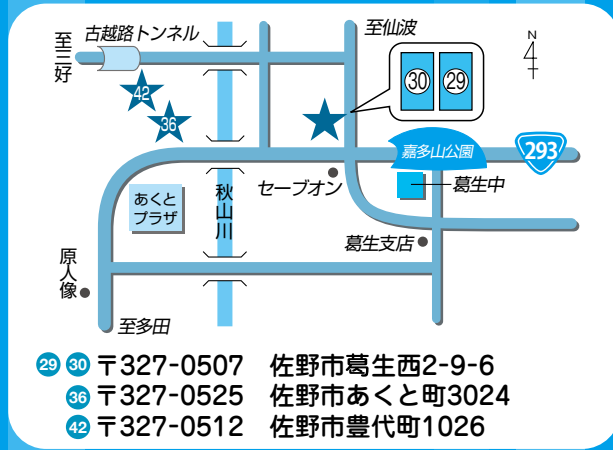 至仙波
N
4
古越路トンネル
至三好
30 29
42
36
嘉多山公園
293
セーブオン
葛生中
あくと
プラザ
秋山川
葛生支店
原人像
至多田
29 30 〒327-0507 佐野市葛生西2-9-6
36 〒327-0525 佐野市あくと町3024
42 〒327-0512 佐野市豊代町1026